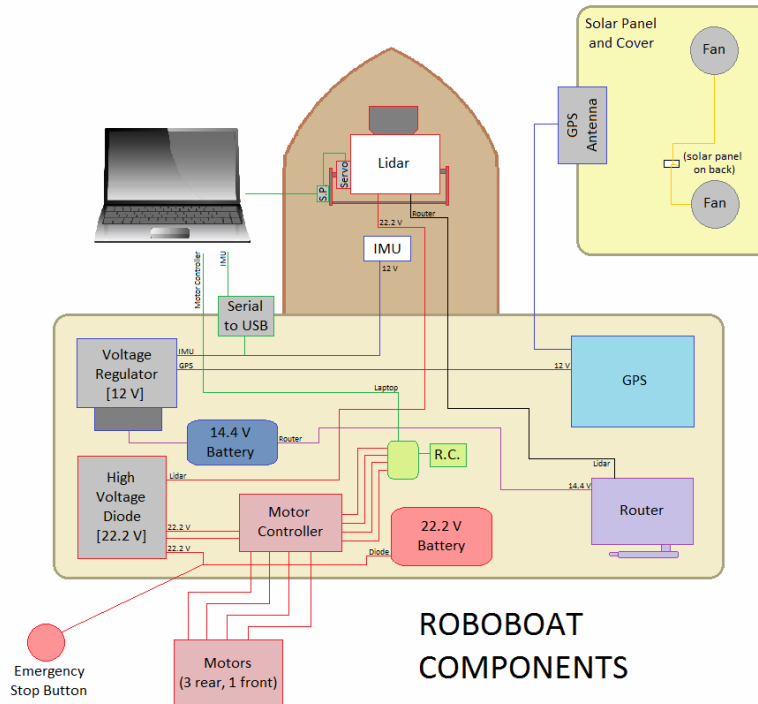 Solar Panel
and Cover
Fan
GPS
Antenna
(solar panel
on back)
Fan
Lidar
Servo
S.P.
Router
22.2 V
IMU
12 V
Motor Controller
IMU
Serial
to USB
Voltage
Regulator
[12 V]
IMU
GPS
12 V
GPS
Laptop
14.4 V
Battery
Router
R.C.
Lidar
High
Voltage
Diode
[22.2 V]
Lidar
22.2 V
22.2 V
Motor
Controller
22.2 V
Battery
Diode
14.4 V
Router
Emergency
Stop Button
Motors
(3 rear, 1 front)
ROBOBOAT
COMPONENTS